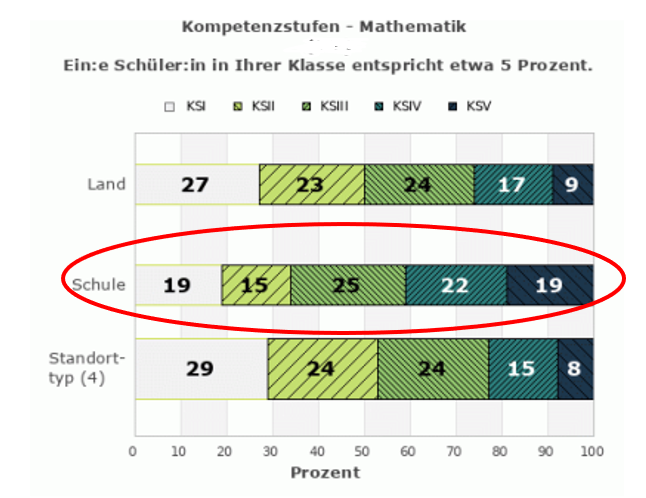 Kompetenzstufen - Mathematik
Ein:e Schüler:in in Ihrer Klasse entspricht etwa 5 Prozent.
KSI KSII KSIII KSIV KSV
Land 27 23 24 17 9
Schule 19 15 25 22 19
Standort-
typ (4) 29 24 24 15 8
0 10 20 30 40 50 60 70 80 90 100
Prozent